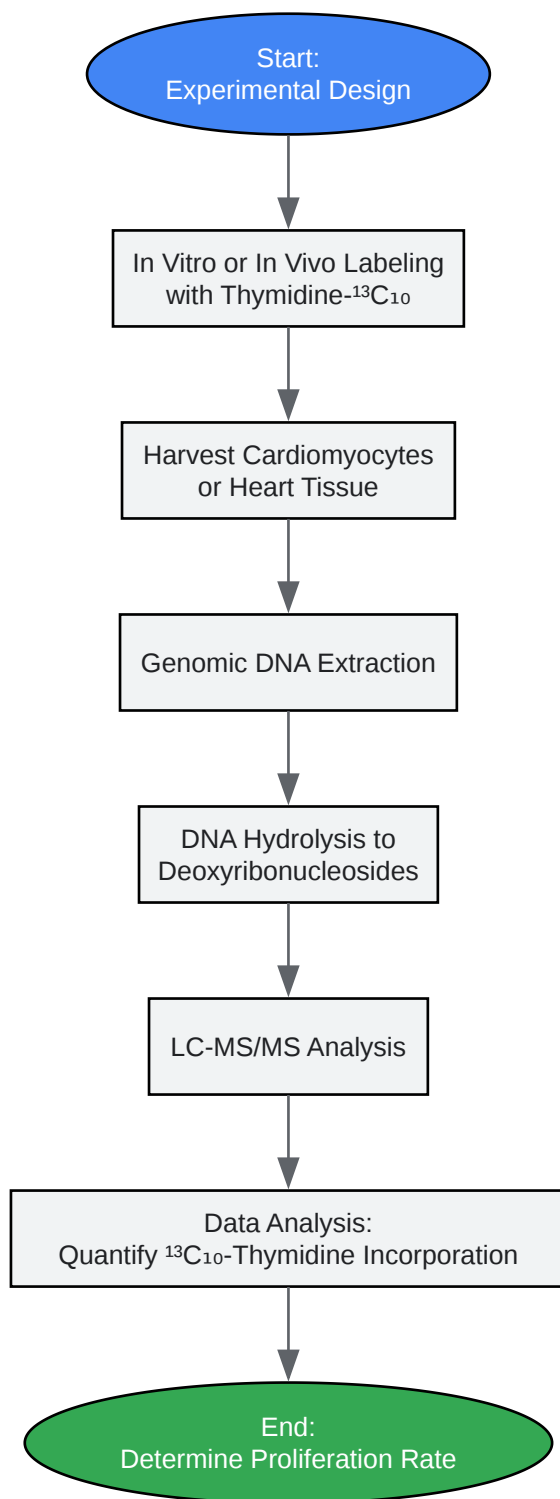 Start:
Experimental Design
In Vitro or In Vivo Labeling
with Thymidine-¹³C₁₀
Harvest Cardiomyocytes
or Heart Tissue
Genomic DNA Extraction
DNA Hydrolysis to
Deoxyribonucleosides
LC-MS/MS Analysis
Data Analysis:
Quantify ¹³C₁₀-Thymidine Incorporation
End:
Determine Proliferation Rate